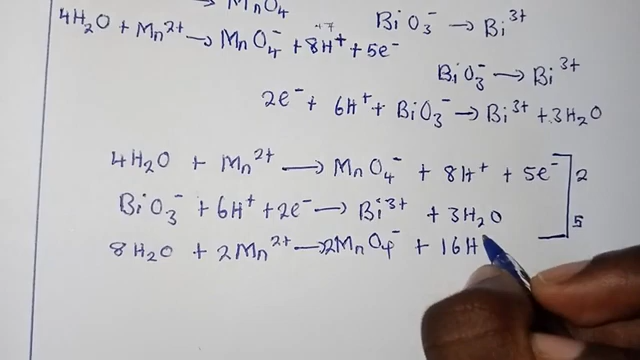 → MnO4
4H₂O + Mn²⁺ → MnO₄⁻ + 8H⁺ + 5e⁻
BiO₃⁻ → Bi³⁺
BiO₃⁻ → Bi³⁺
2e⁻ + 6H⁺ + BiO₃⁻ → Bi³⁺ + 3H₂O
4H₂O + Mn²⁺ → MnO₄⁻ + 8H⁺ + 5e⁻ ] 2
BiO₃⁻ + 6H⁺ + 2e⁻ → Bi³⁺ + 3H₂O ] 5
8H₂O + 2Mn²⁺ → 2MnO₄⁻ + 16H